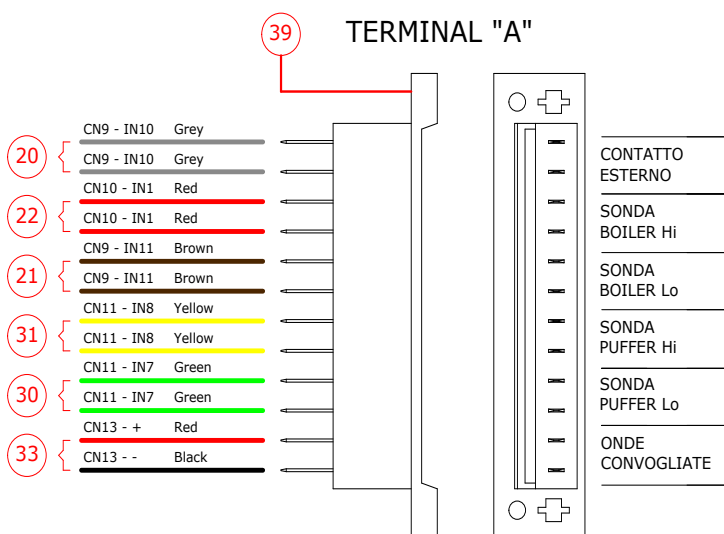 39
TERMINAL "A"
20
CN9 - IN10 Grey
CN9 - IN10 Grey
22
CN10 - IN1 Red
CN10 - IN1 Red
21
CN9 - IN11 Brown
CN9 - IN11 Brown
31
CN11 - IN8 Yellow
CN11 - IN8 Yellow
30
CN11 - IN7 Green
CN11 - IN7 Green
33
CN13 - + Red
CN13 - - Black
CONTATTO
ESTERNO
SONDA
BOILER Hi
SONDA
BOILER Lo
SONDA
PUFFER Hi
SONDA
PUFFER Lo
ONDE
CONVOGLIATE